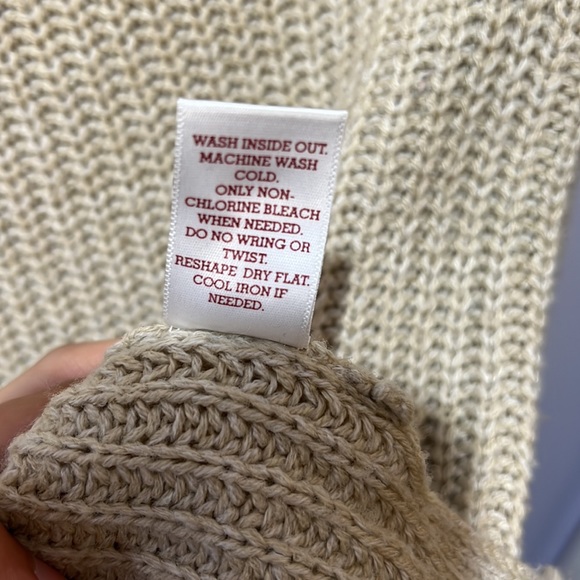 WASH INSIDE OUT.
MACHINE WASH
COLD.
ONLY NON-
CHLORINE BLEACH
WHEN NEEDED.
DO NO WRING OR
TWIST.
RESHAPE DRY FLAT.
COOL IRON IF
NEEDED.